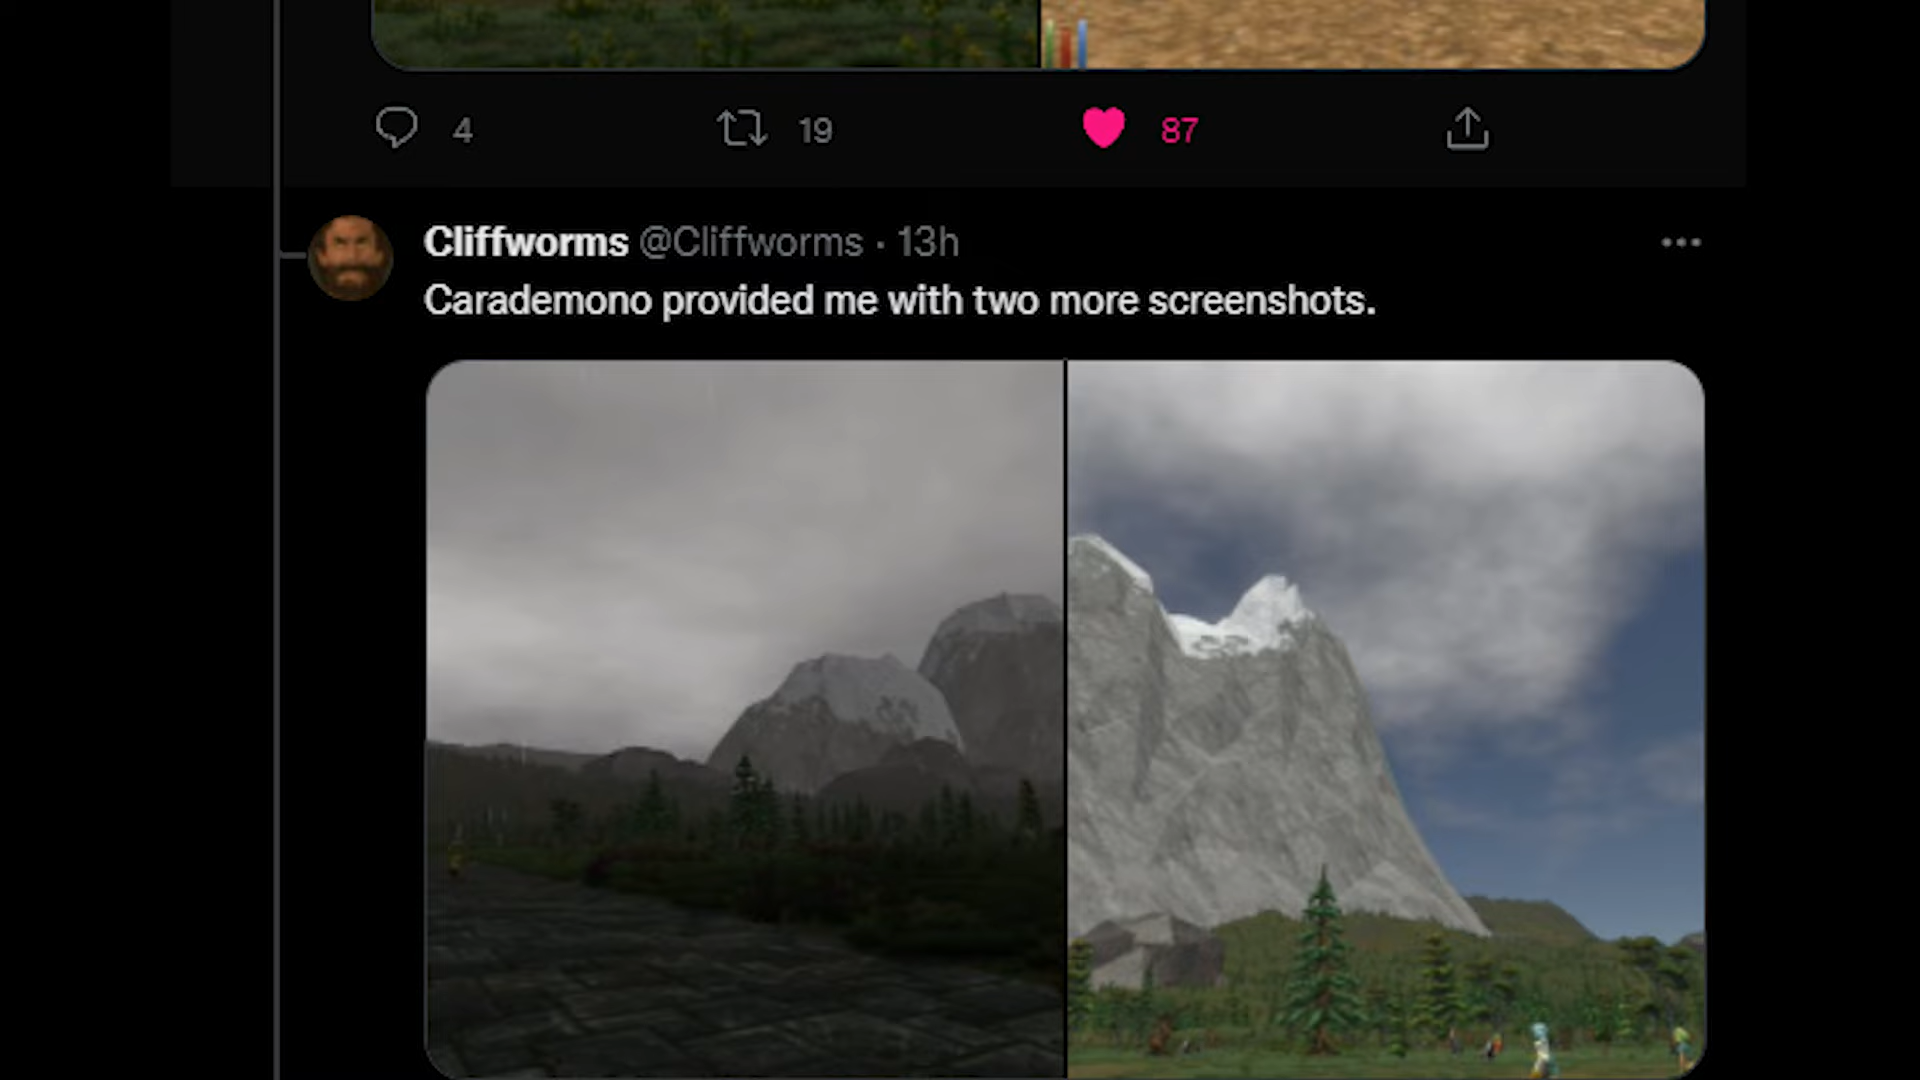 4 19 87
Cliffworms @Cliffworms · 13h
Carademono provided me with two more screenshots.